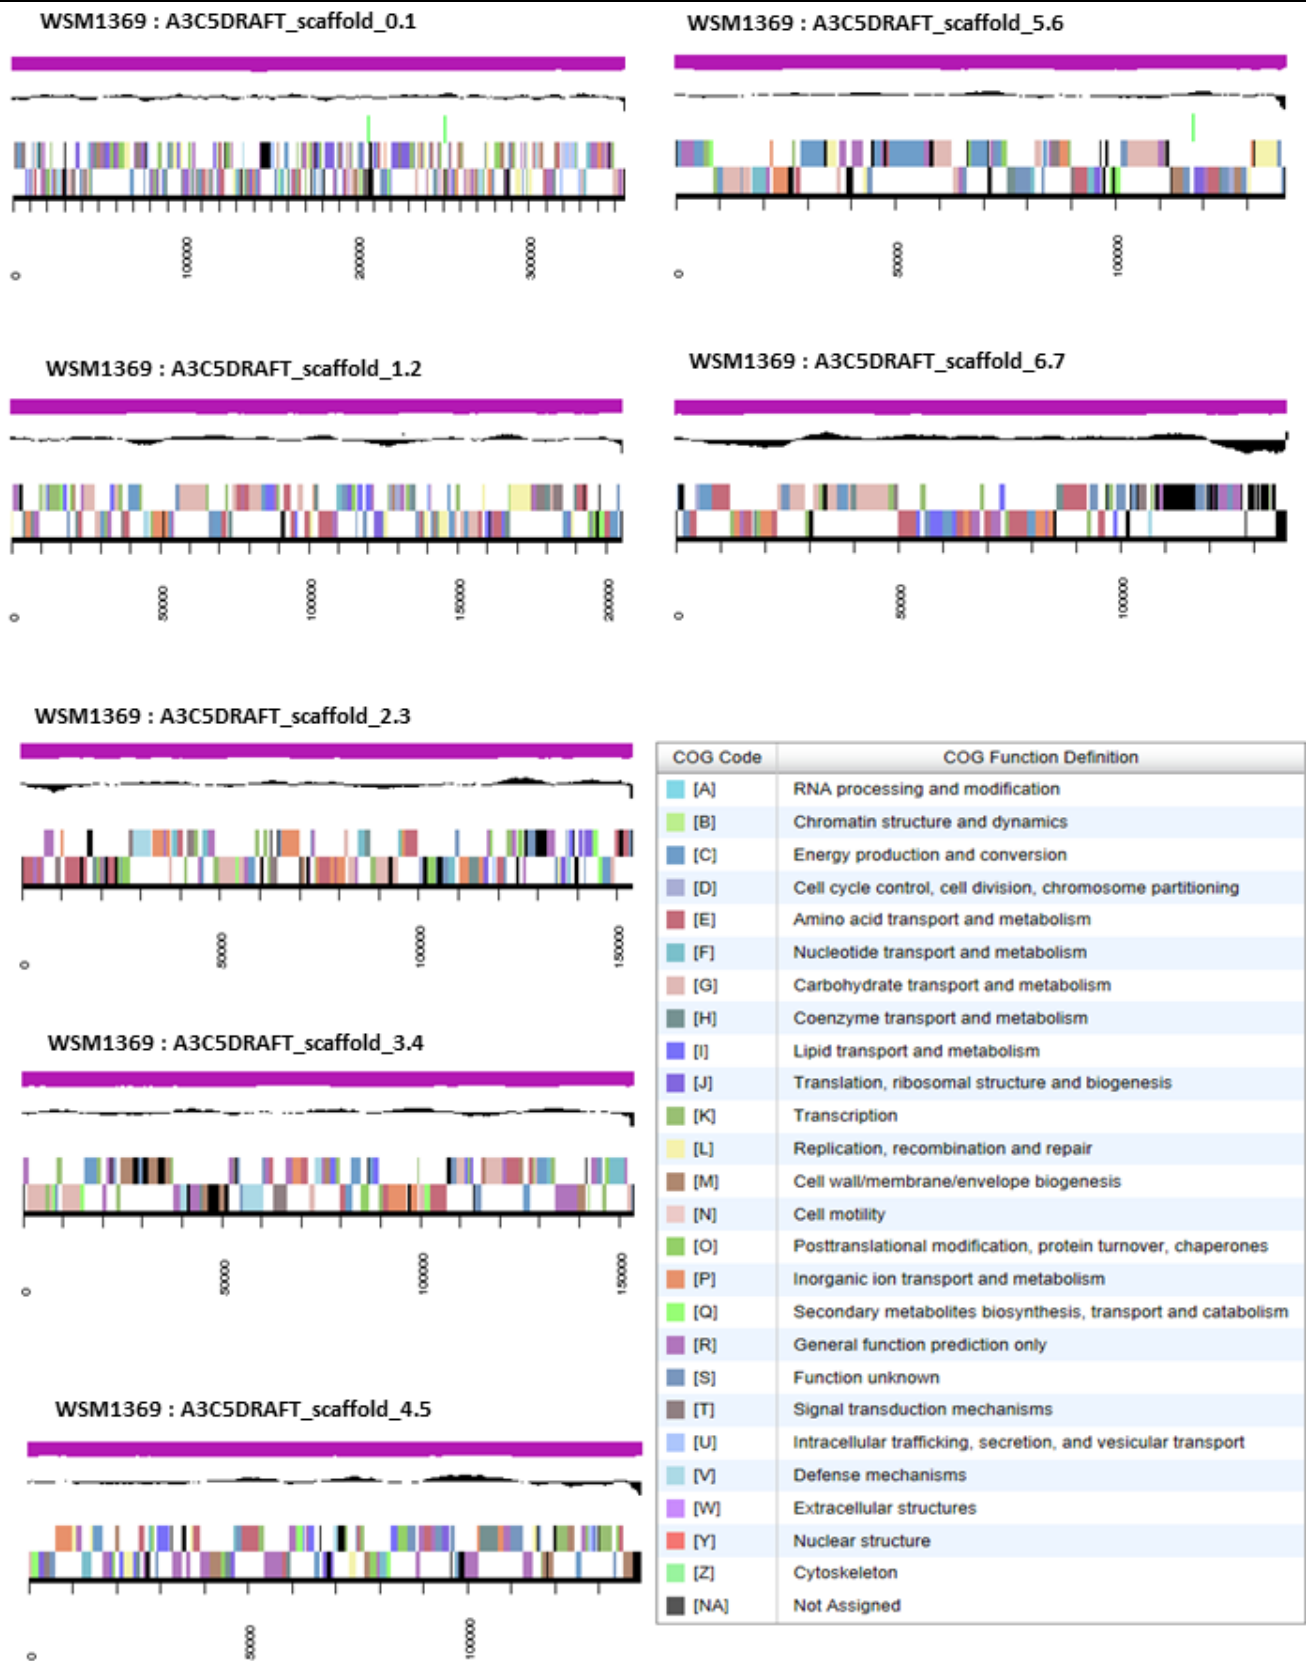 WSM1369 : A3C5DRAFT_scaffold_0.1
0
100000
200000
300000
WSM1369 : A3C5DRAFT_scaffold_5.6
0
50000
100000
WSM1369 : A3C5DRAFT_scaffold_1.2
0
50000
100000
150000
200000
WSM1369 : A3C5DRAFT_scaffold_6.7
0
50000
100000
WSM1369 : A3C5DRAFT_scaffold_2.3
0
50000
100000
150000
WSM1369 : A3C5DRAFT_scaffold_3.4
0
50000
100000
150000
WSM1369 : A3C5DRAFT_scaffold_4.5
0
50000
100000
COG Code COG Function Definition
[A] RNA processing and modification
[B] Chromatin structure and dynamics
[C] Energy production and conversion
[D] Cell cycle control, cell division, chromosome partitioning
[E] Amino acid transport and metabolism
[F] Nucleotide transport and metabolism
[G] Carbohydrate transport and metabolism
[H] Coenzyme transport and metabolism
[I] Lipid transport and metabolism
[J] Translation, ribosomal structure and biogenesis
[K] Transcription
[L] Replication, recombination and repair
[M] Cell wall/membrane/envelope biogenesis
[N] Cell motility
[O] Posttranslational modification, protein turnover, chaperones
[P] Inorganic ion transport and metabolism
[Q] Secondary metabolites biosynthesis, transport and catabolism
[R] General function prediction only
[S] Function unknown
[T] Signal transduction mechanisms
[U] Intracellular trafficking, secretion, and vesicular transport
[V] Defense mechanisms
[W] Extracellular structures
[Y] Nuclear structure
[Z] Cytoskeleton
[NA] Not Assigned